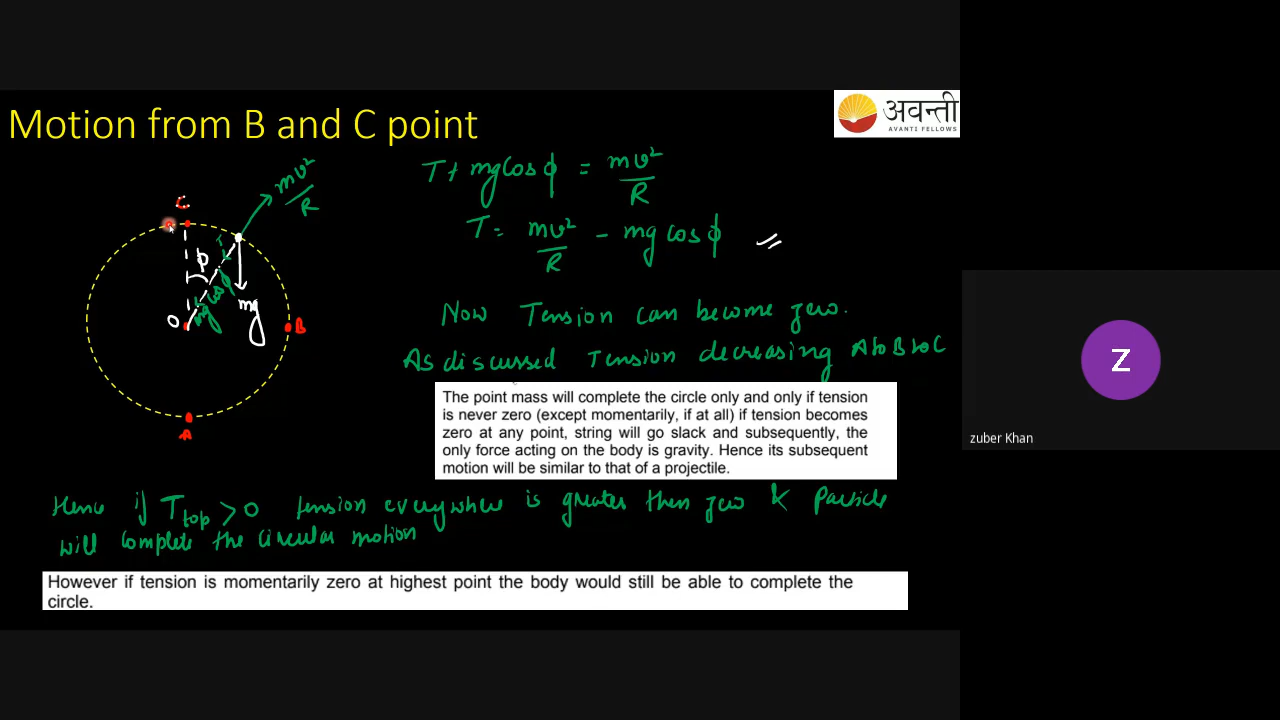 Motion from B and C point
अवन्ती
AVANTI FELLOWS
mv²/R
C
T
φ
mg cos φ
mg
O
B
A
T + mg Cos φ = mv²/R
T = mv²/R - mg cos φ
Now Tension can become zero.
As discussed Tension decreasing A to B to C
The point mass will complete the circle only and only if tension
is never zero (except momentarily, if at all) if tension becomes
zero at any point, string will go slack and subsequently, the
only force acting on the body is gravity. Hence its subsequent
motion will be similar to that of a projectile.
Hence if T top > 0 tension everywhere is greater then zero & Particle
will complete the circular motion
However if tension is momentarily zero at highest point the body would still be able to complete the
circle.
Z
zuber Khan